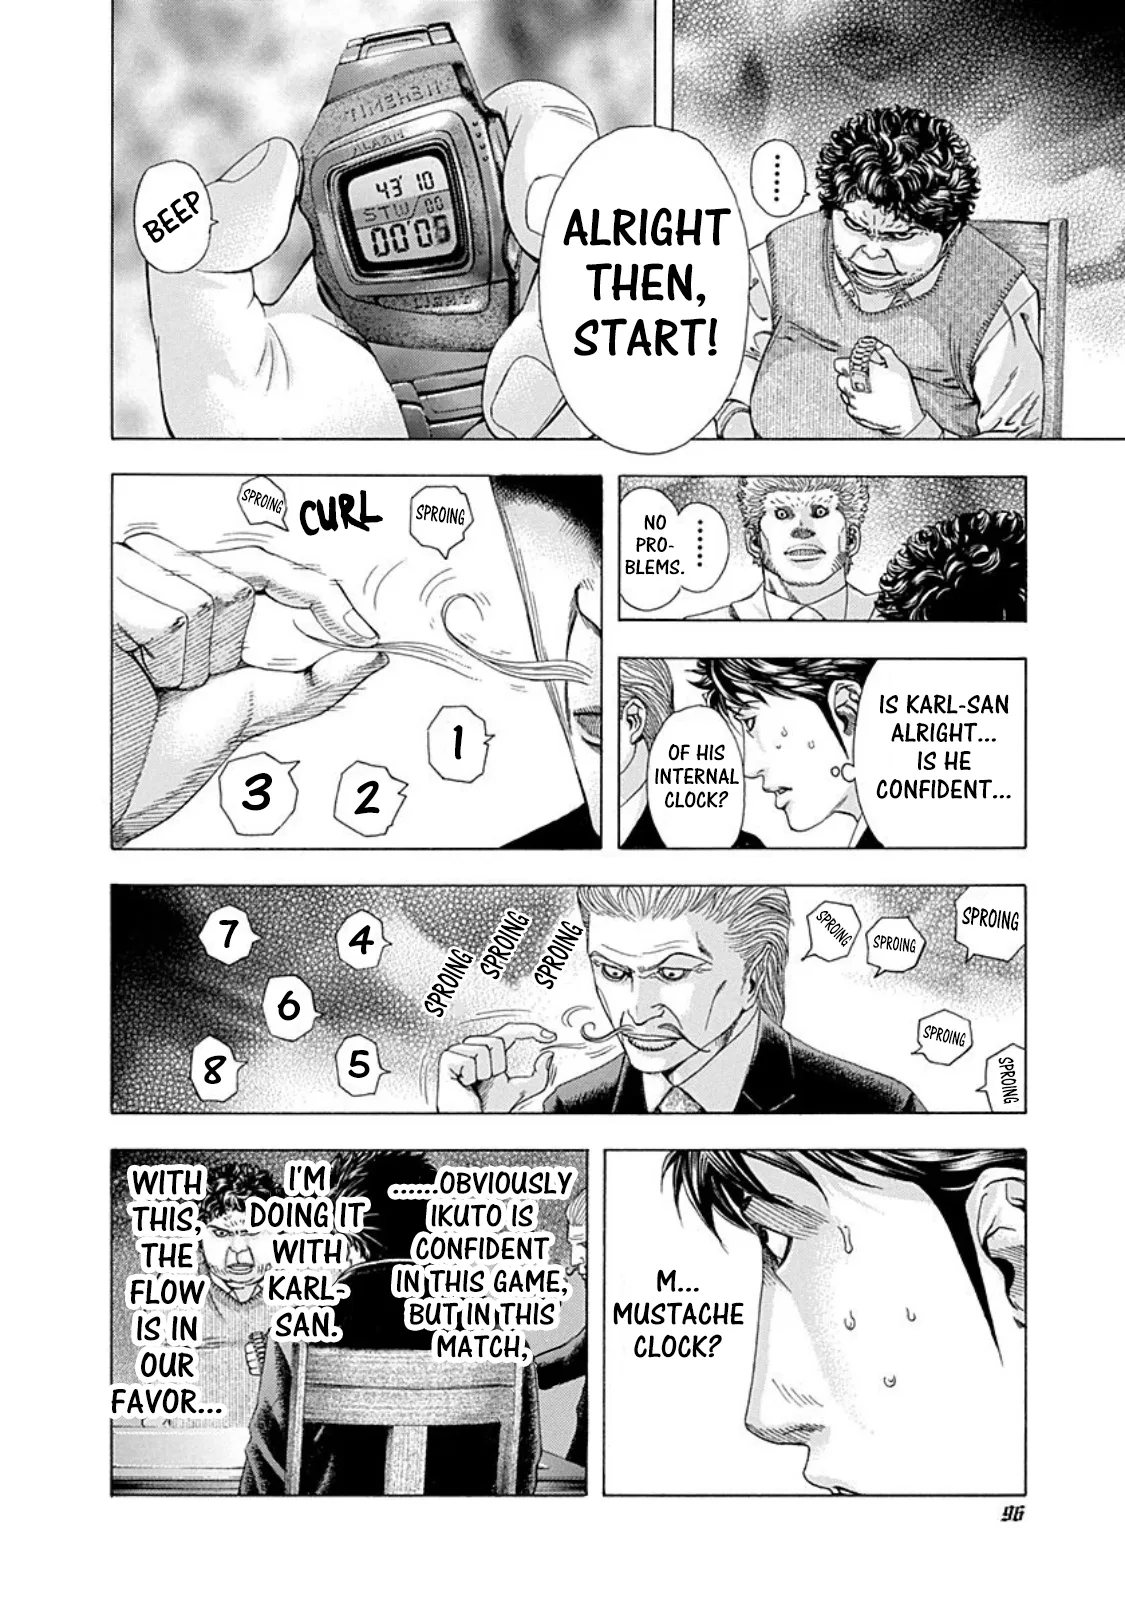 ……
ALRIGHT
THEN,
START!
BEEP
TIMEKEIN
ALARM
43' 10
STW/00
00'06
LIGHT
……
NO
PRO-
BLEMS.
SPROING
CURL
SPROING
1
2
3
IS KARL-SAN
ALRIGHT...
IS HE
CONFIDENT...
OF HIS
INTERNAL
CLOCK?
SPROING
SPROING
SPROING
SPROING
SPROING
SPROING
SPROING
SPROING
4
5
6
7
8
M...
MUSTACHE
CLOCK?
......OBVIOUSLY
IKUTO IS
CONFIDENT
IN THIS GAME,
BUT IN THIS
MATCH,
I'M
DOING IT
WITH
KARL-
SAN.
WITH
THIS,
THE
FLOW
IS IN
OUR
FAVOR...
96